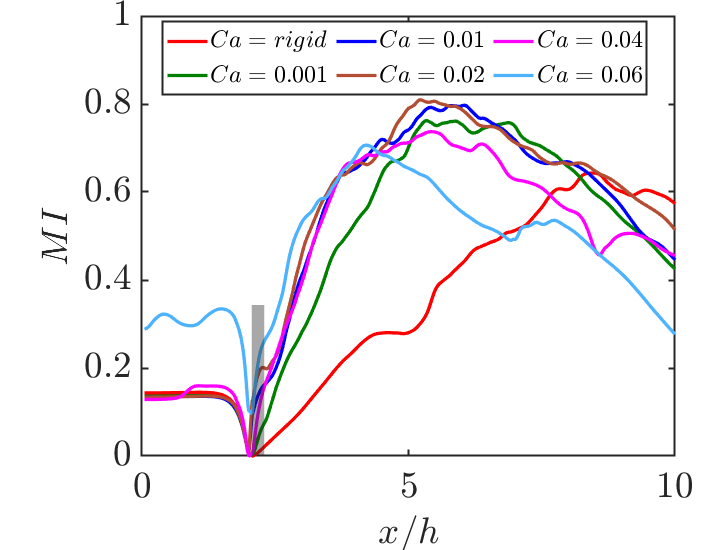 1
Ca = rigid Ca = 0.01 Ca = 0.04
Ca = 0.001 Ca = 0.02 Ca = 0.06
0.8
0.6
MI
0.4
0.2
0
0 5 10
x/h